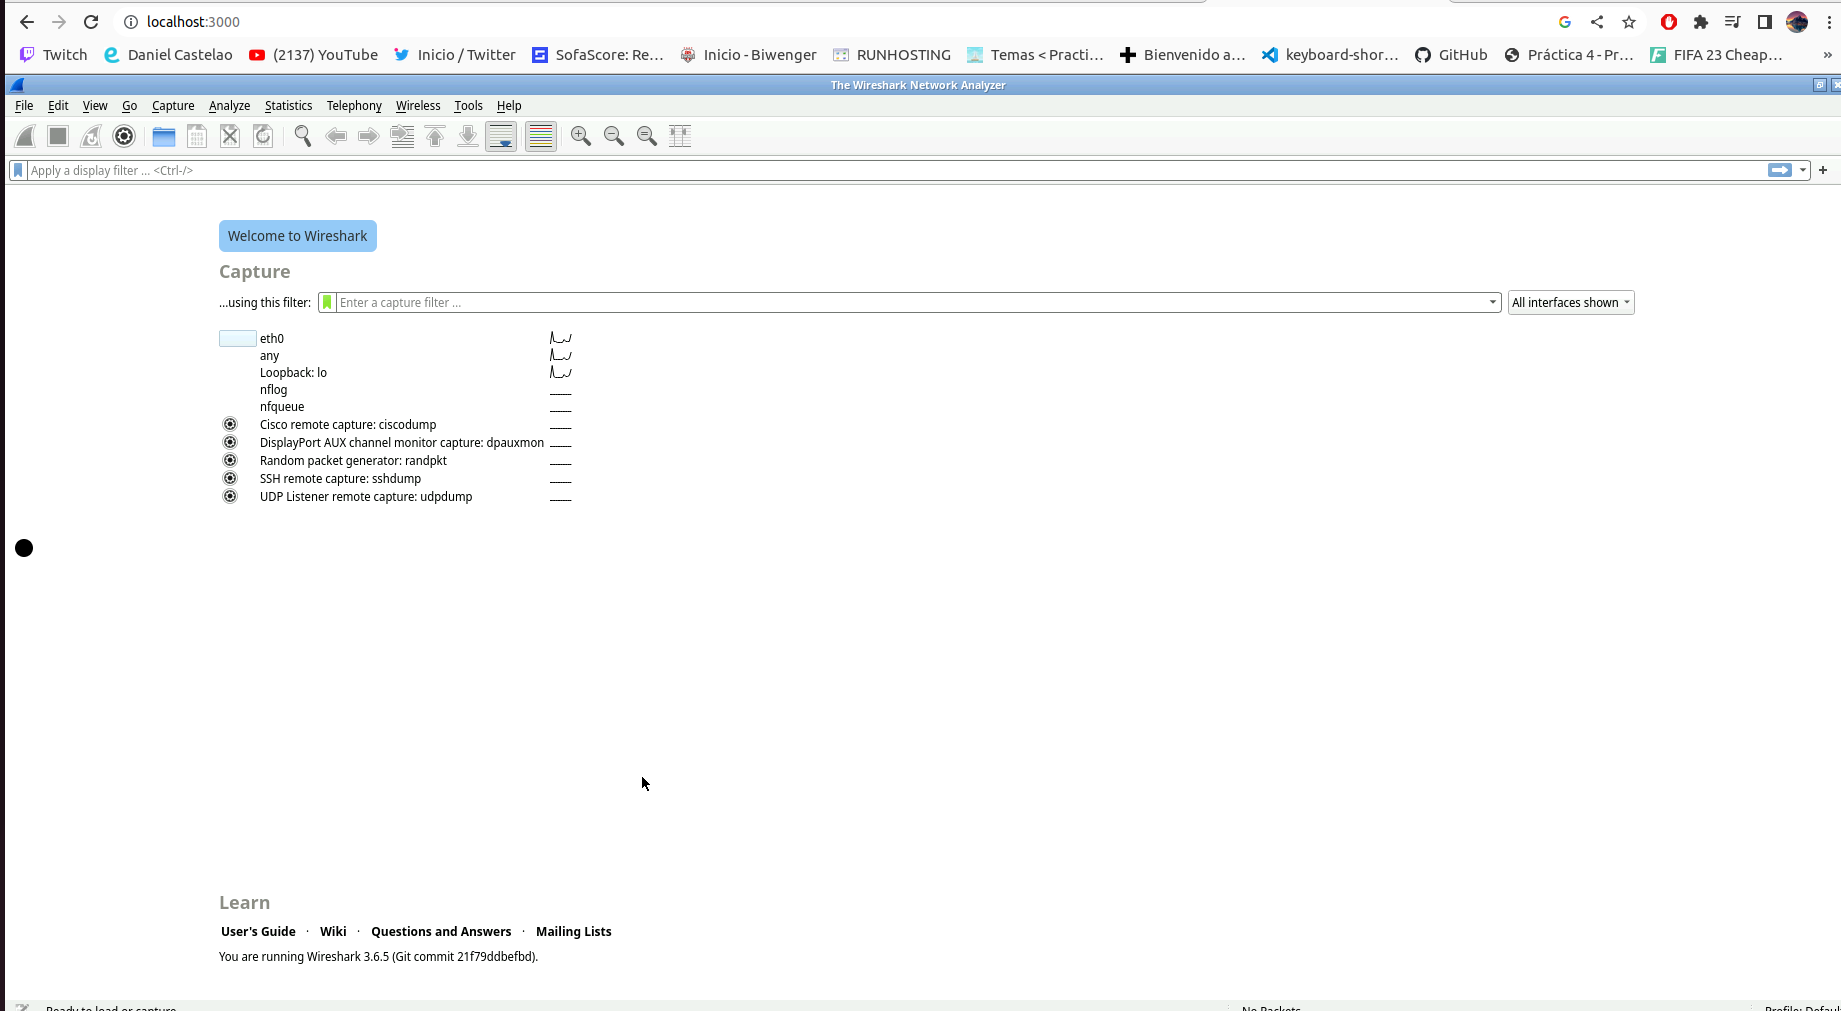 localhost:3000
Twitch Daniel Castelao (2137) YouTube Inicio / Twitter SofaScore: Re... Inicio - Biwenger RUNHOSTING Temas < Practi... Bienvenido a... keyboard-shor... GitHub Práctica 4 - Pr... FIFA 23 Cheap... »
The Wireshark Network Analyzer
File Edit View Go Capture Analyze Statistics Telephony Wireless Tools Help
Apply a display filter ... <Ctrl-/> +
Welcome to Wireshark
Capture
...using this filter: Enter a capture filter ... All interfaces shown
eth0
any
Loopback: lo
nflog
nfqueue
Cisco remote capture: ciscodump
DisplayPort AUX channel monitor capture: dpauxmon
Random packet generator: randpkt
SSH remote capture: sshdump
UDP Listener remote capture: udpdump
Learn
User's Guide · Wiki · Questions and Answers · Mailing Lists
You are running Wireshark 3.6.5 (Git commit 21f79ddbefbd).
Ready to load or capture No Packets Profile: Defaul